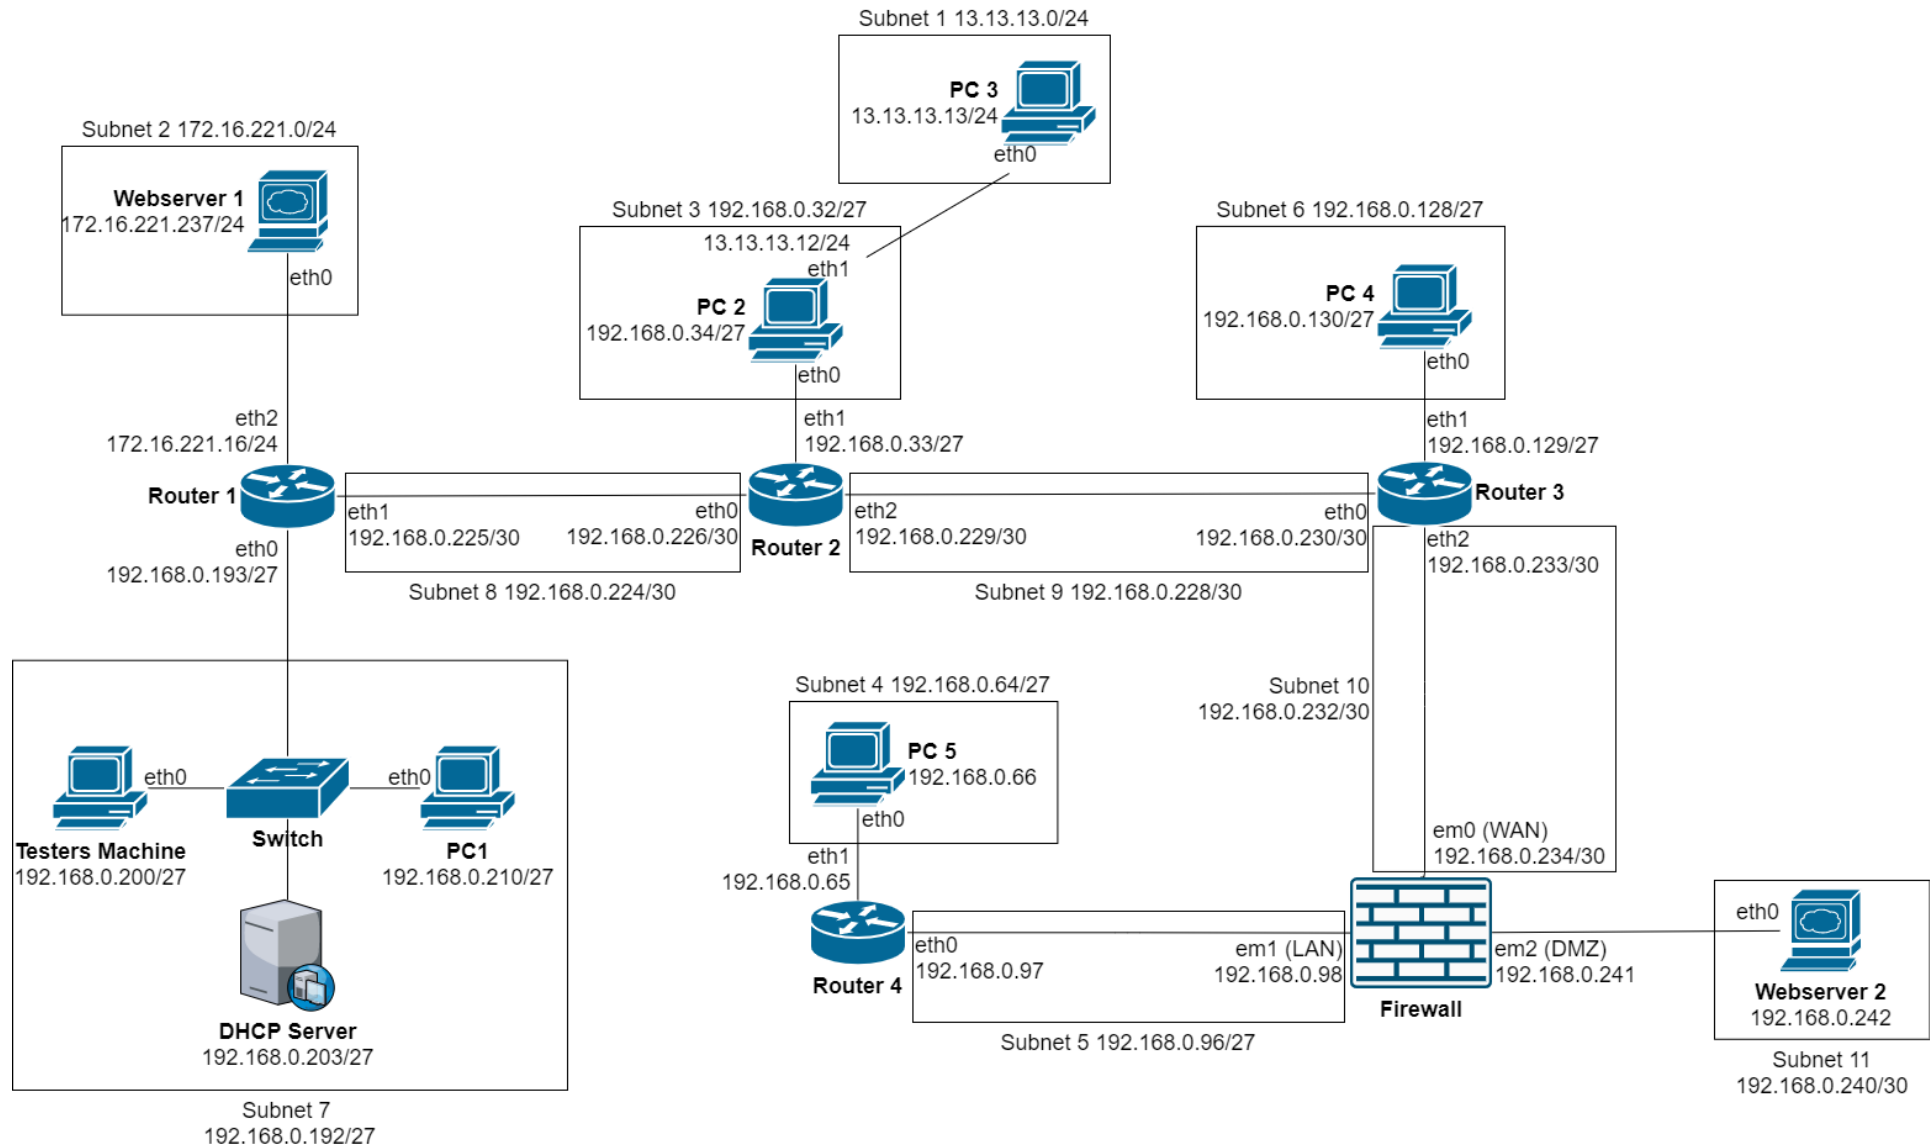 Subnet 1 13.13.13.0/24
PC 3
13.13.13.13/24
eth0
Subnet 2 172.16.221.0/24
Webserver 1
172.16.221.237/24
eth0
Subnet 3 192.168.0.32/27
13.13.13.12/24
eth1
PC 2
192.168.0.34/27
eth0
Subnet 6 192.168.0.128/27
PC 4
192.168.0.130/27
eth0
eth2
172.16.221.16/24
Router 1
eth1
192.168.0.225/30
eth0
192.168.0.193/27
eth1
192.168.0.33/27
eth0
192.168.0.226/30
Router 2
eth2
192.168.0.229/30
Subnet 8 192.168.0.224/30
eth1
192.168.0.129/27
Router 3
eth0
192.168.0.230/30
eth2
192.168.0.233/30
Subnet 9 192.168.0.228/30
Subnet 10
192.168.0.232/30
Subnet 4 192.168.0.64/27
PC 5
192.168.0.66
eth0
eth1
192.168.0.65
Router 4
eth0
192.168.0.97
em1 (LAN)
192.168.0.98
Subnet 5 192.168.0.96/27
em0 (WAN)
192.168.0.234/30
Firewall
em2 (DMZ)
192.168.0.241
eth0
Webserver 2
192.168.0.242
Subnet 11
192.168.0.240/30
eth0
Testers Machine
192.168.0.200/27
Switch
eth0
PC1
192.168.0.210/27
DHCP Server
192.168.0.203/27
Subnet 7
192.168.0.192/27